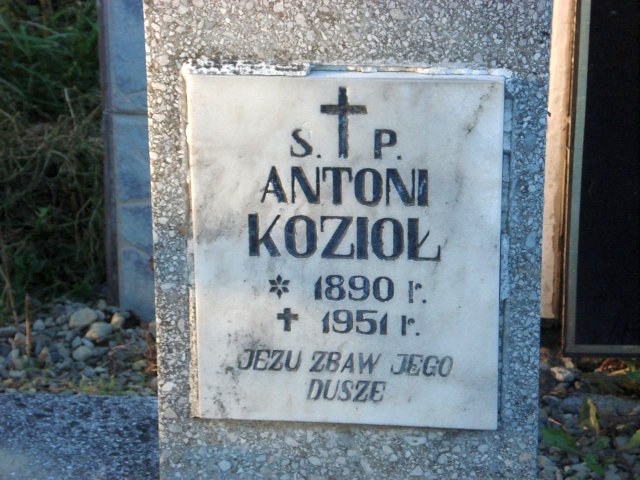 S. P.
ANTONI
KOZIOŁ
* 1890 r.
✝ 1951 r.
JEZU ZBAW JEGO
DUSZE